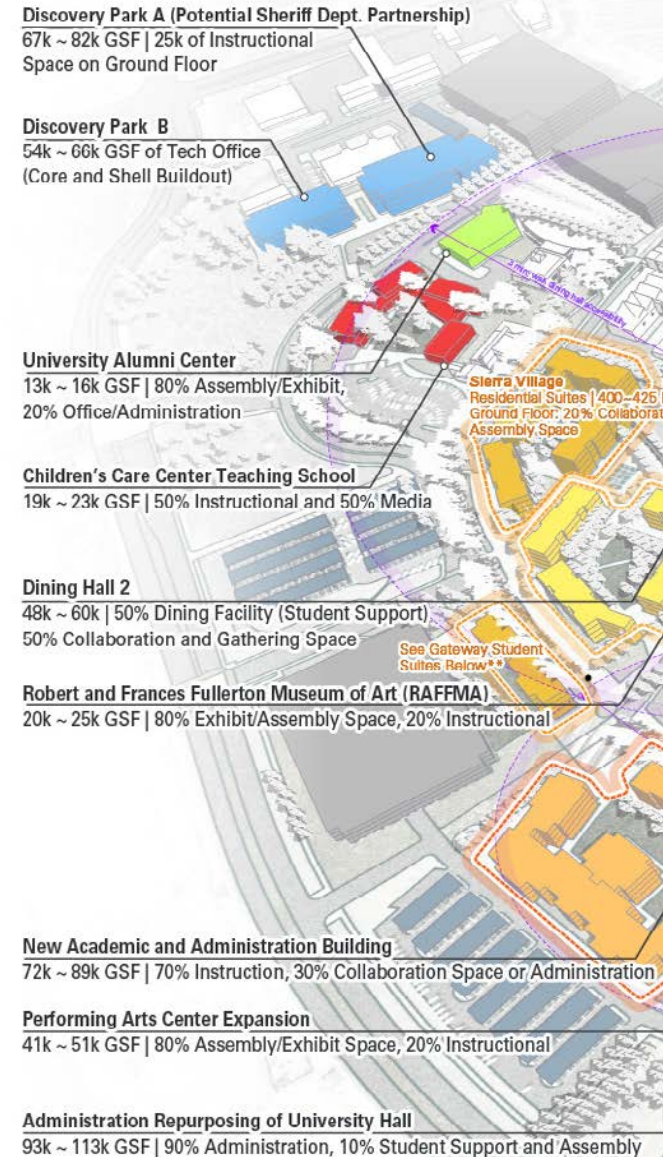 Discovery Park A (Potential Sheriff Dept. Partnership)
67k ~ 82k GSF | 25k of Instructional
Space on Ground Floor
Discovery Park B
54k ~ 66k GSF of Tech Office
(Core and Shell Buildout)
5 min. walk dining hall accessibility
University Alumni Center
13k ~ 16k GSF | 80% Assembly/Exhibit,
20% Office/Administration
Sierra Village
Residential Suites | 400~425
Ground Floor: 20% Collaborat
Assembly Space
Children's Care Center Teaching School
19k ~ 23k GSF | 50% Instructional and 50% Media
Dining Hall 2
48k ~ 60k | 50% Dining Facility (Student Support)
50% Collaboration and Gathering Space
See Gateway Student
Suites Below**
Robert and Frances Fullerton Museum of Art (RAFFMA)
20k ~ 25k GSF | 80% Exhibit/Assembly Space, 20% Instructional
New Academic and Administration Building
72k ~ 89k GSF | 70% Instruction, 30% Collaboration Space or Administration
Performing Arts Center Expansion
41k ~ 51k GSF | 80% Assembly/Exhibit Space, 20% Instructional
Administration Repurposing of University Hall
93k ~ 113k GSF | 90% Administration, 10% Student Support and Assembly